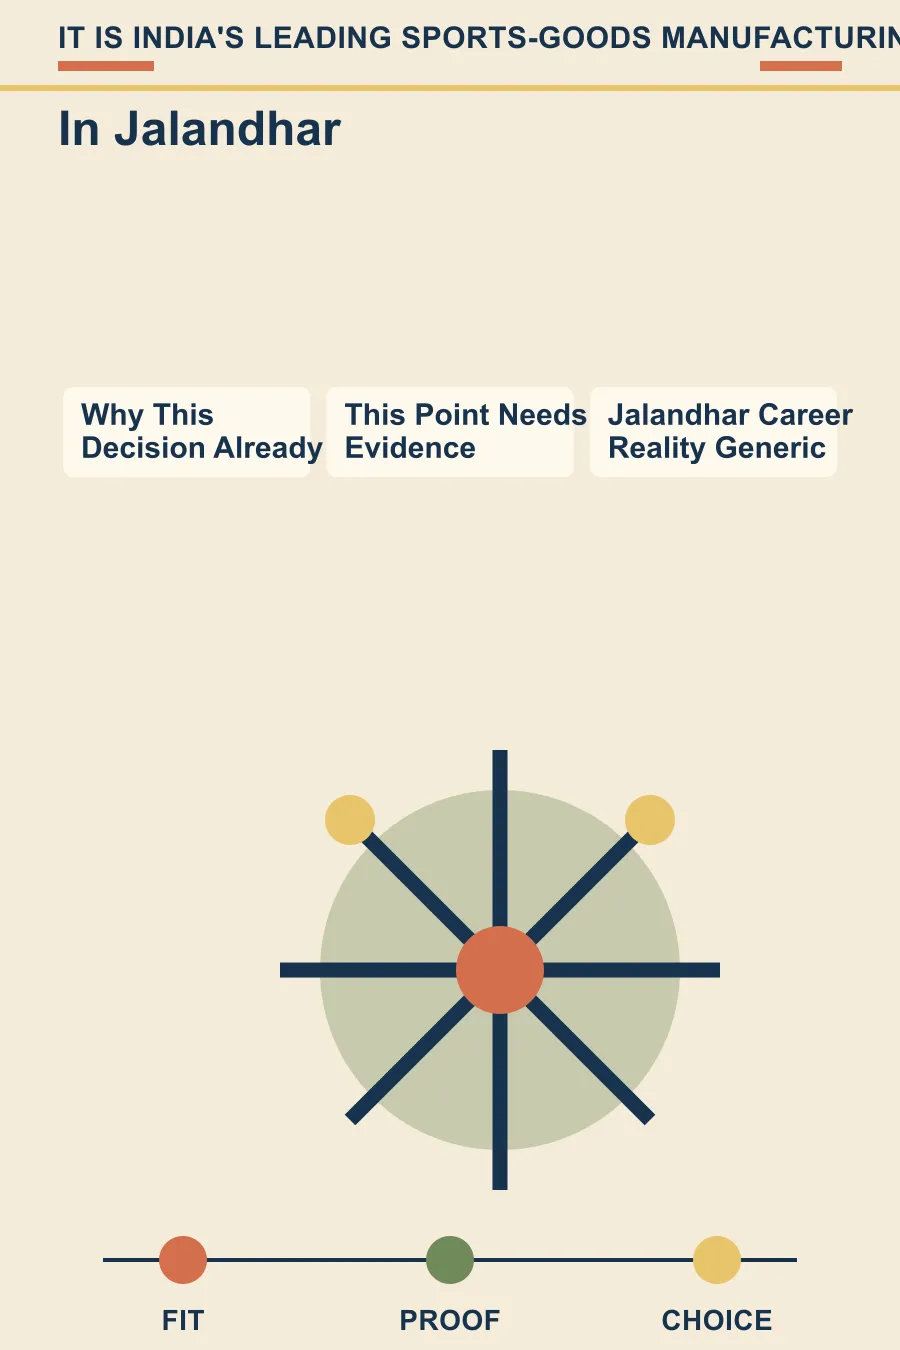 IT IS INDIA'S LEADING SPORTS-GOODS MANUFACTURIN
In Jalandhar
Why This
Decision Already
This Point Needs
Evidence
Jalandhar Career
Reality Generic
FIT
PROOF
CHOICE